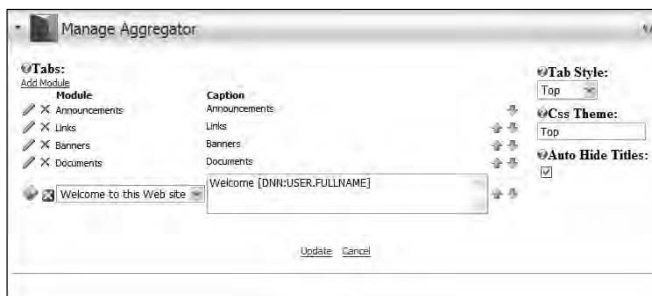 Manage Aggregator
Tabs:
Add Module
Module Caption
Announcements Announcements
Links Links
Banners Banners
Documents Documents
Welcome to this Web site Welcome [DNN:USER.FULLNAME]
Update Cancel
Tab Style:
Top
Css Theme:
Top
Auto Hide Titles: